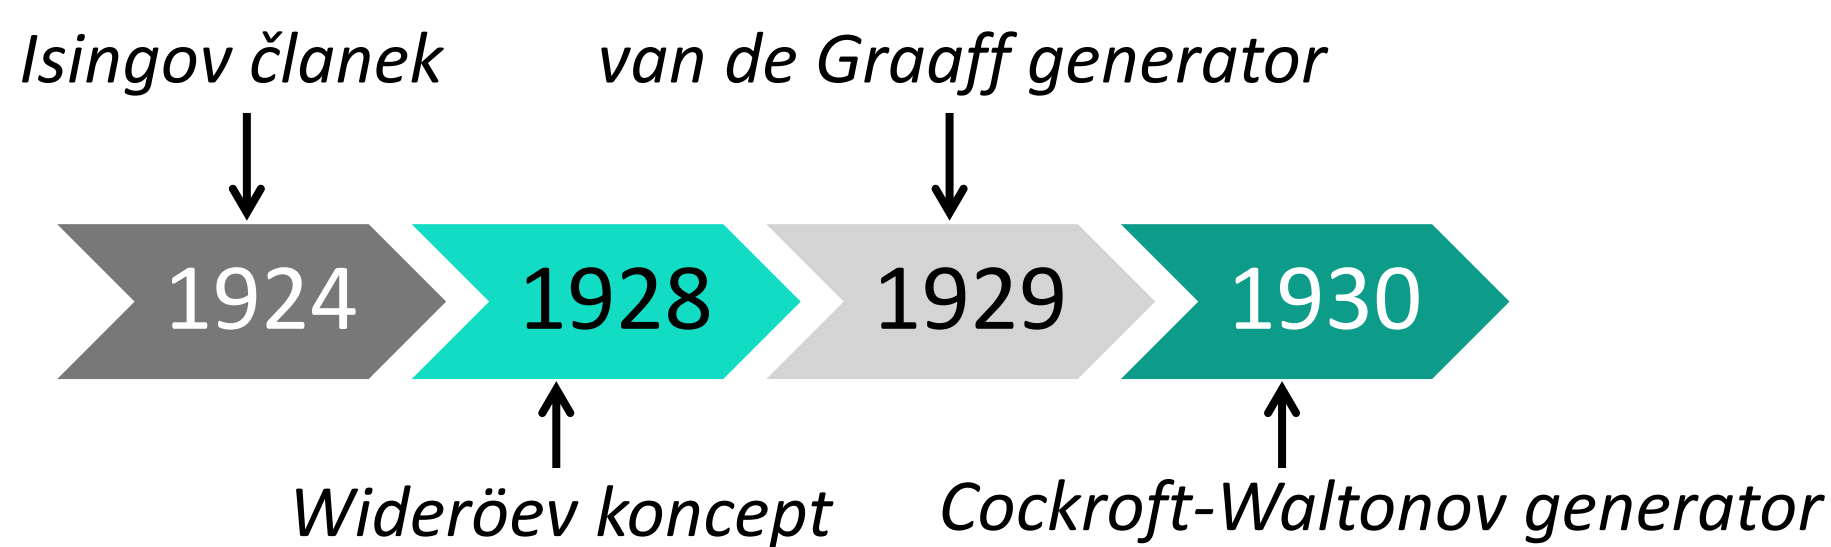 Isingov članek
van de Graaff generator
1924
1928
1929
1930
Wideröev koncept
Cockroft-Waltonov generator